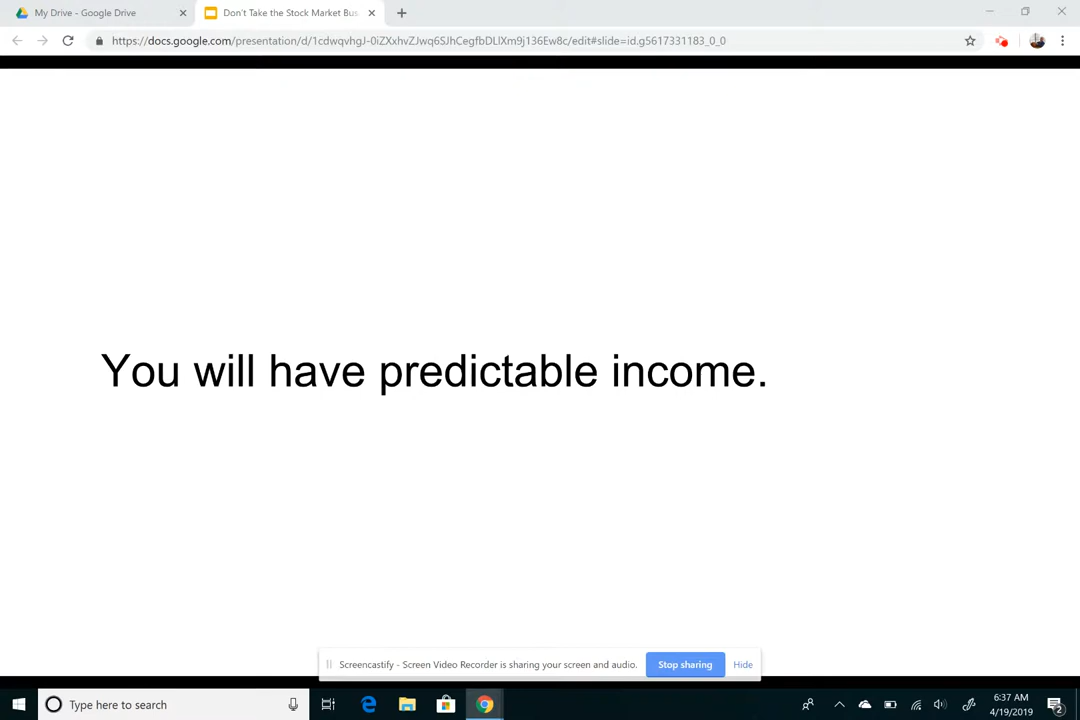 My Drive - Google Drive
Don't Take the Stock Market Bus
https://docs.google.com/presentation/d/1cdwqvhgJ-0iZXxhvZJwq6SJhCegfbDLlXm9j136Ew8c/edit#slide=id.g5617331183_0_0
You will have predictable income.
Screencastify - Screen Video Recorder is sharing your screen and audio.
Stop sharing
Hide
Type here to search
6:37 AM
4/19/2019
2